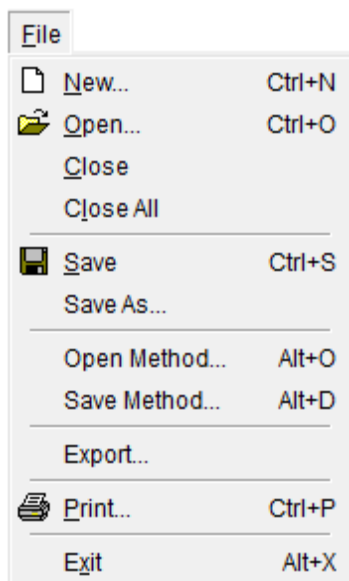 File
New... Ctrl+N
Open... Ctrl+O
Close
Close All
Save Ctrl+S
Save As...
Open Method... Alt+O
Save Method... Alt+D
Export...
Print... Ctrl+P
Exit Alt+X